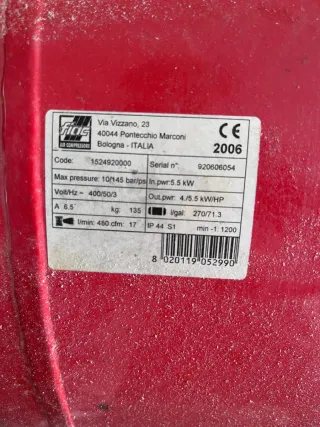 fiac
AIR COMPRESSORS
Via Vizzano, 23
40044 Pontecchio Marconi
Bologna - ITALIA
CE
2006
Code: 1524920000 Serial n°: 920606054
Max pressure: 10/145 bar/psi In.pwr: 5.5 kW
Volt/Hz ~ 400/50/3 Out.pwr: 4./5.5 kW/HP
A 6.5 kg: 135 l/gal: 270/71.3
l/min: 480 cfm: 17 IP 44 S1 min -1: 1200
8 020119 052990